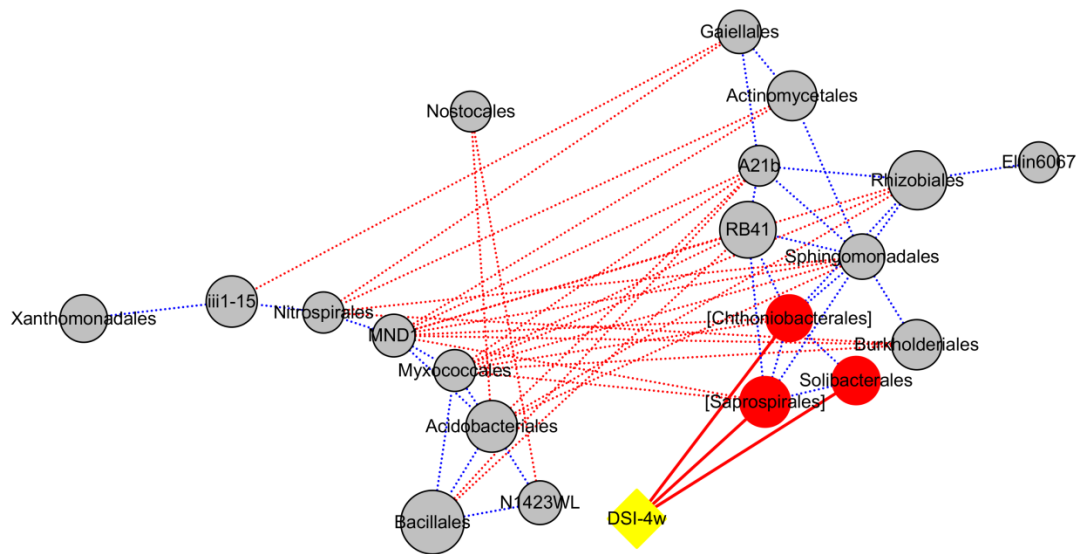 Gaiellales
Actinomycetales
Nostocales
A21b
Ellin6067
Rhizobiales
RB41
Sphingomonadales
iii1-15
Nitrospirales
Xanthomonadales
[Chthoniobacterales]
MND1
Burkholderiales
Myxococcales
Solibacterales
[Saprospirales]
Acidobacteriales
N1423WL
Bacillales
DSI-4w